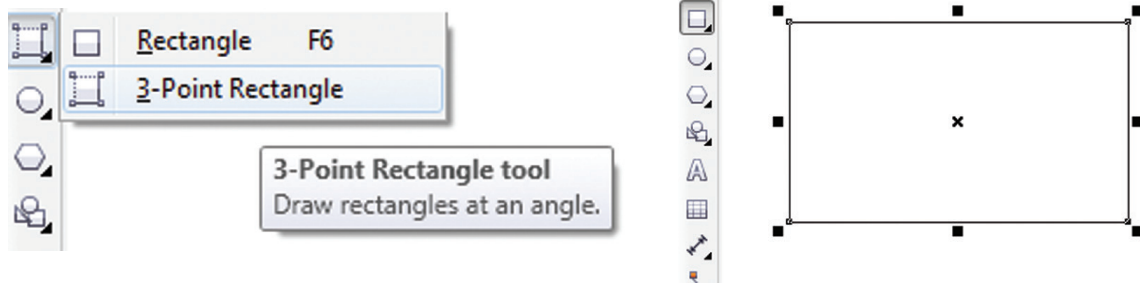 Rectangle F6
3-Point Rectangle
3-Point Rectangle tool
Draw rectangles at an angle.